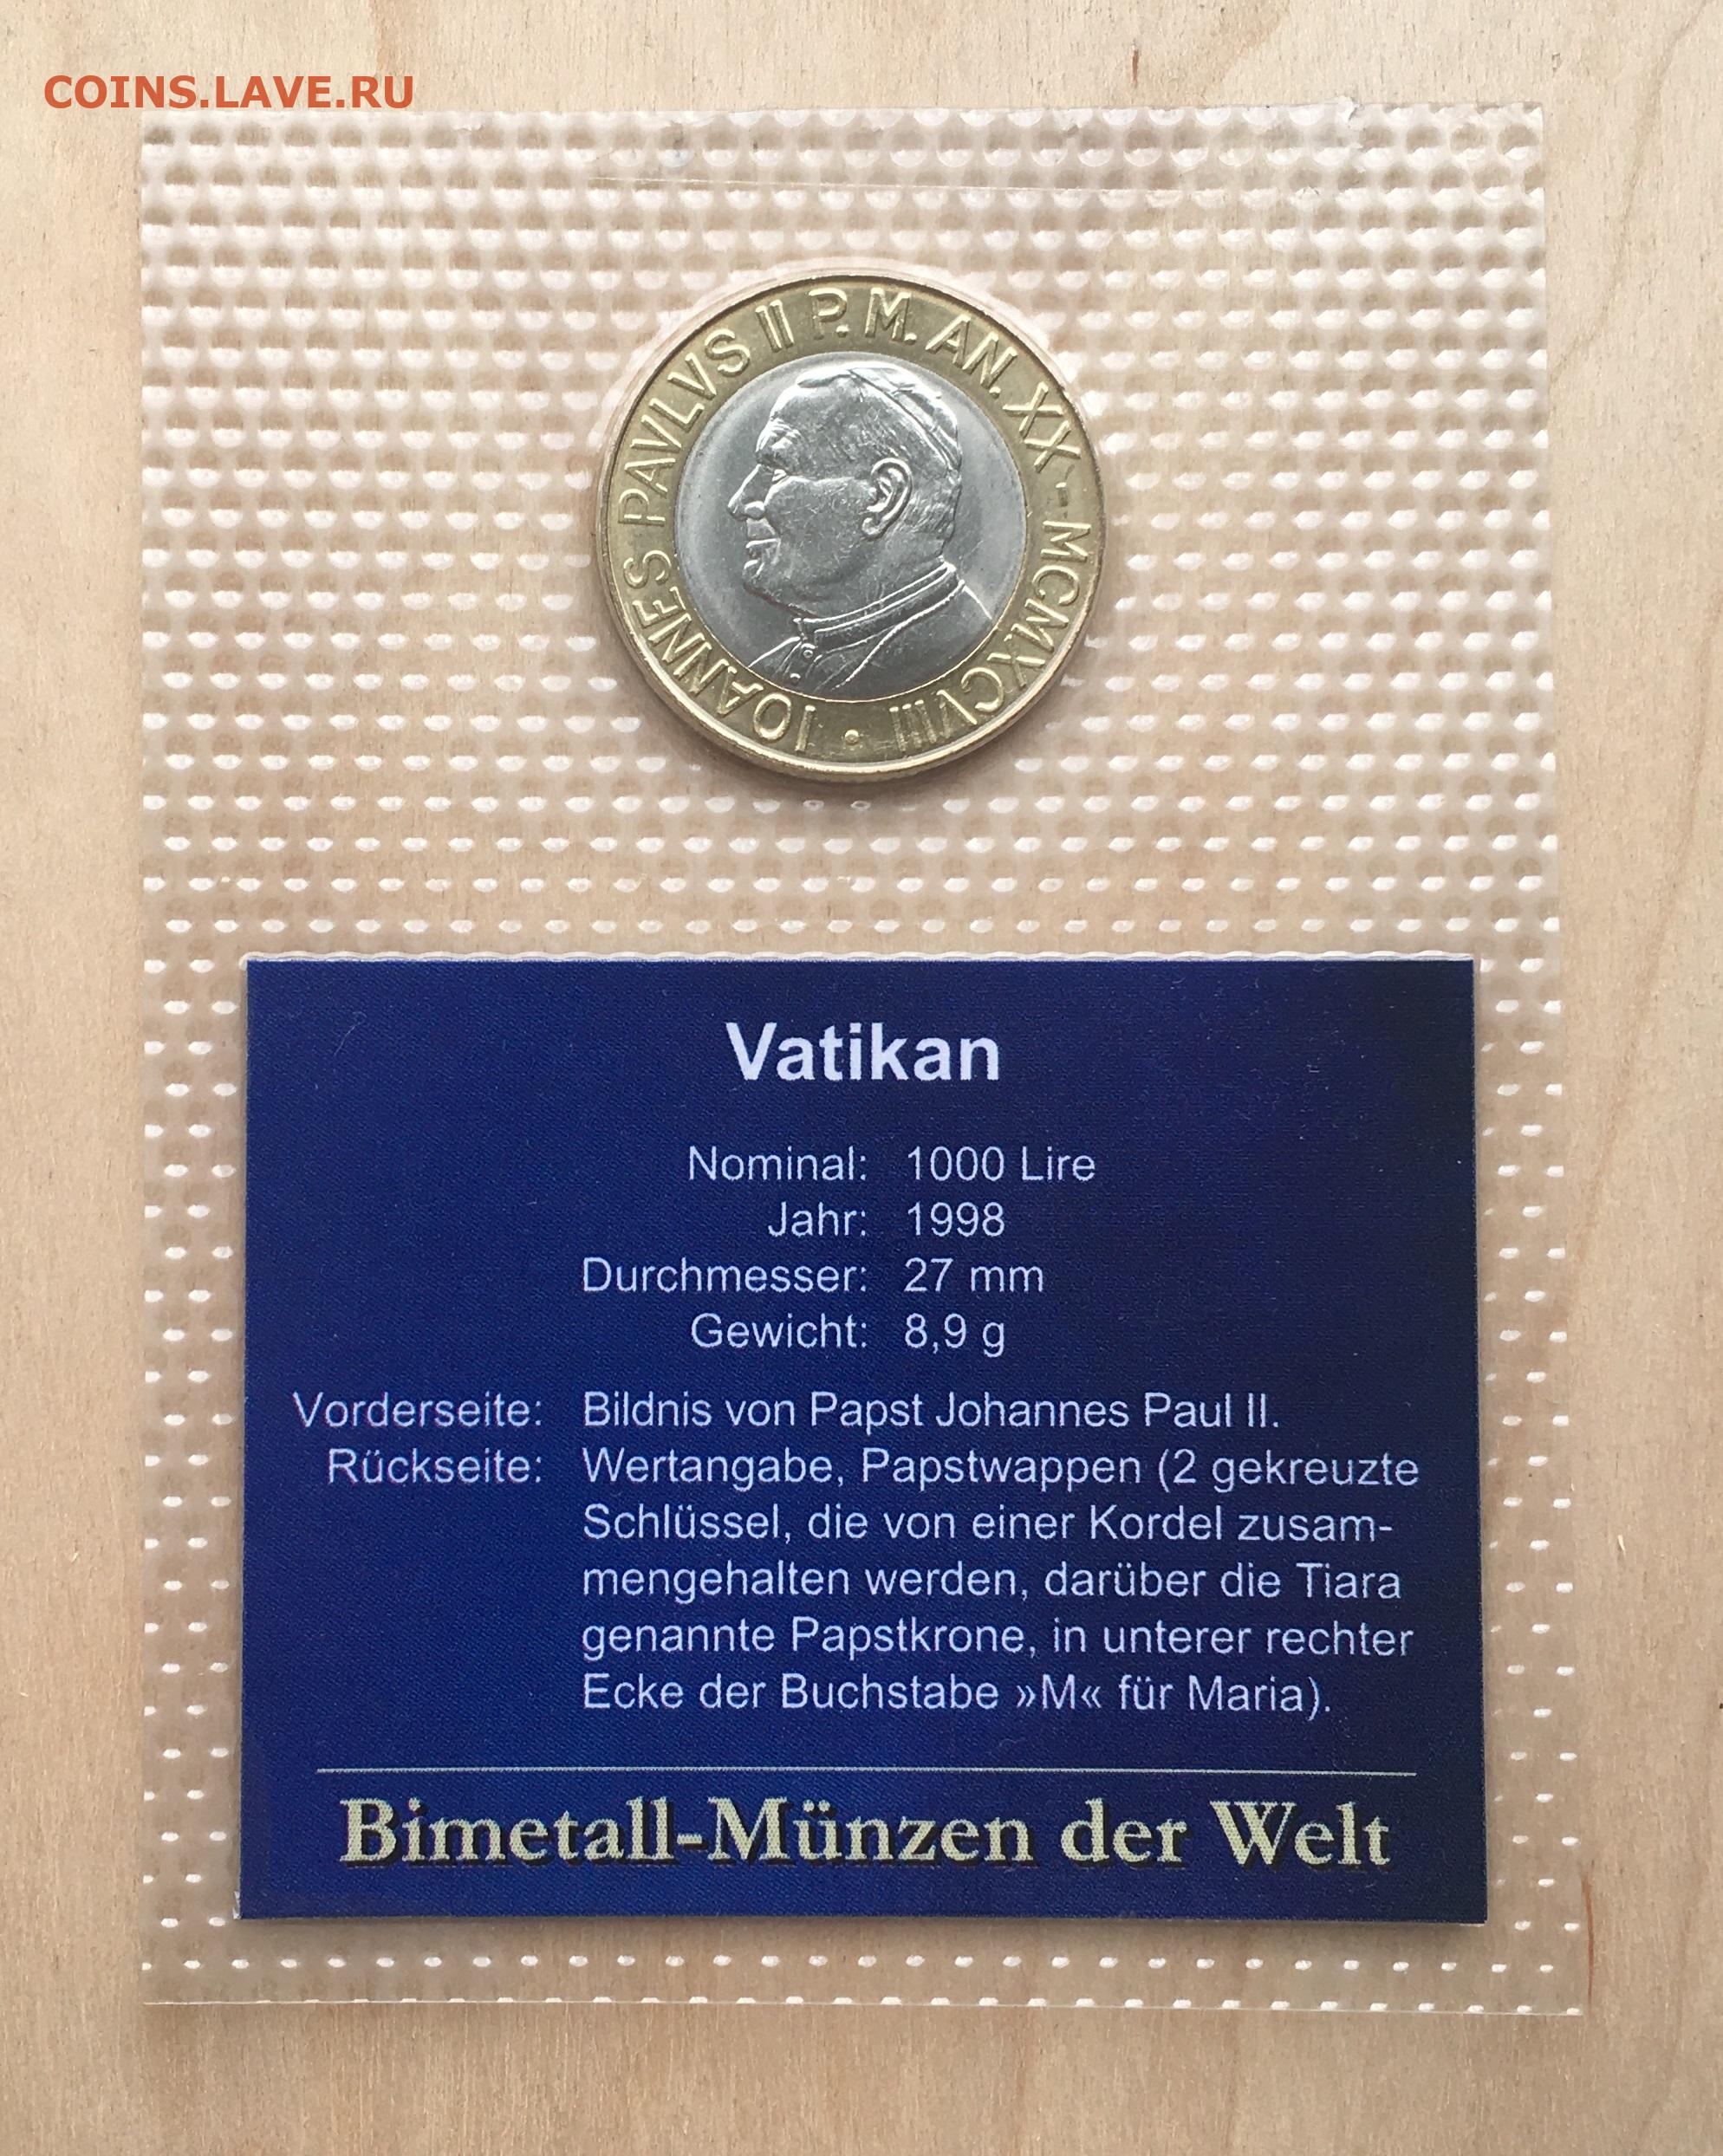 COINS.LAVE.RU
IOANNES PAVLVS II P. M. AN. XX - MCMXCVIII •
Vatikan
Nominal: 1000 Lire
Jahr: 1998
Durchmesser: 27 mm
Gewicht: 8,9 g
Vorderseite: Bildnis von Papst Johannes Paul II.
Rückseite: Wertangabe, Papstwappen (2 gekreuzte
Schlüssel, die von einer Kordel zusam-
mengehalten werden, darüber die Tiara
genannte Papstkrone, in unterer rechter
Ecke der Buchstabe »M« für Maria).
Bimetall-Münzen der Welt